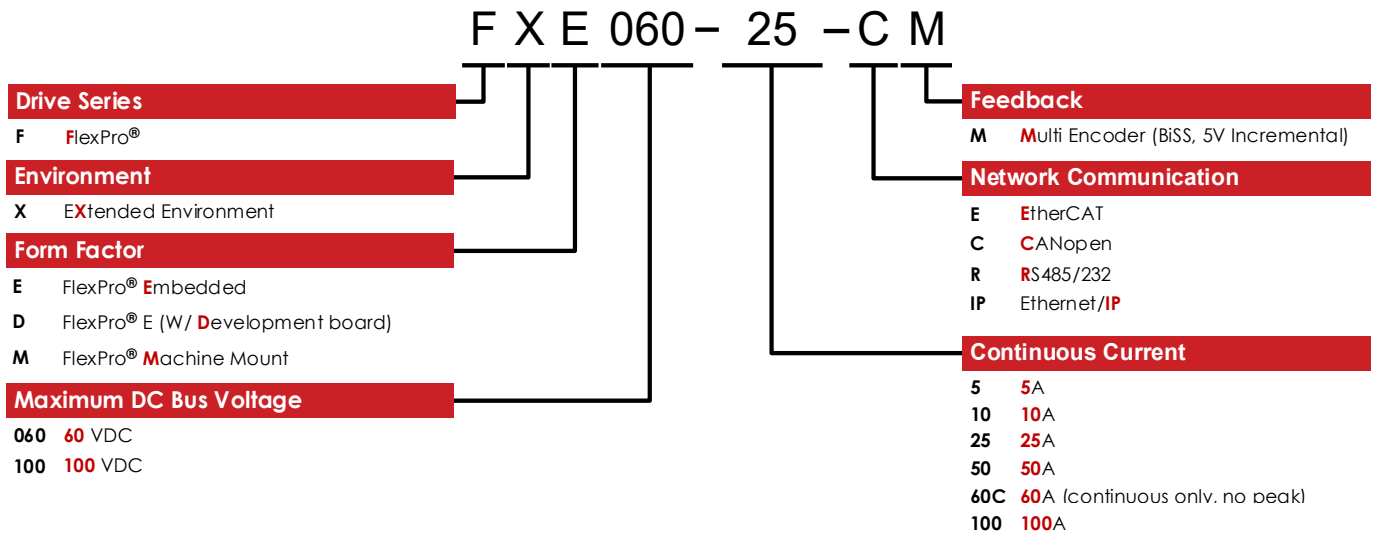 F X E 060 – 25 – C M
Drive Series
F FlexPro®
Environment
X EXtended Environment
Form Factor
E FlexPro® Embedded
D FlexPro® E (W/ Development board)
M FlexPro® Machine Mount
Maximum DC Bus Voltage
060 60 VDC
100 100 VDC
Feedback
M Multi Encoder (BiSS, 5V Incremental)
Network Communication
E EtherCAT
C CANopen
R RS485/232
IP Ethernet/IP
Continuous Current
5 5A
10 10A
25 25A
50 50A
60C 60A (continuous only, no peak)
100 100A